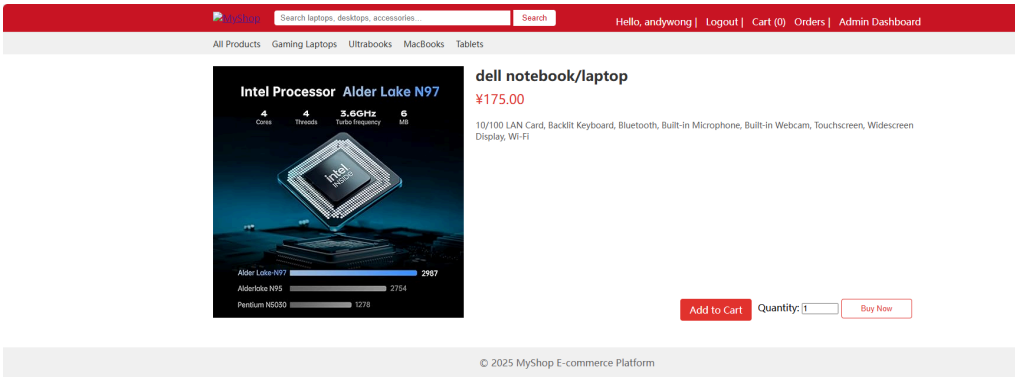 MyShop
Search laptops, desktops, accessories...
Search
Hello, andywong | Logout | Cart (0) Orders | Admin Dashboard
All Products Gaming Laptops Ultrabooks MacBooks Tablets
Intel Processor Alder Lake N97
4 4 3.6GHz 6
Cores Threads Turbo frequency MB
intel
INSIDE
Alder Lake-N97 2987
Alderlake N95 2754
Pentium N5030 1278
dell notebook/laptop
¥175.00
10/100 LAN Card, Backlit Keyboard, Bluetooth, Built-in Microphone, Built-in Webcam, Touchscreen, Widescreen
Display, Wi-Fi
Add to Cart Quantity: 1 Buy Now
© 2025 MyShop E-commerce Platform